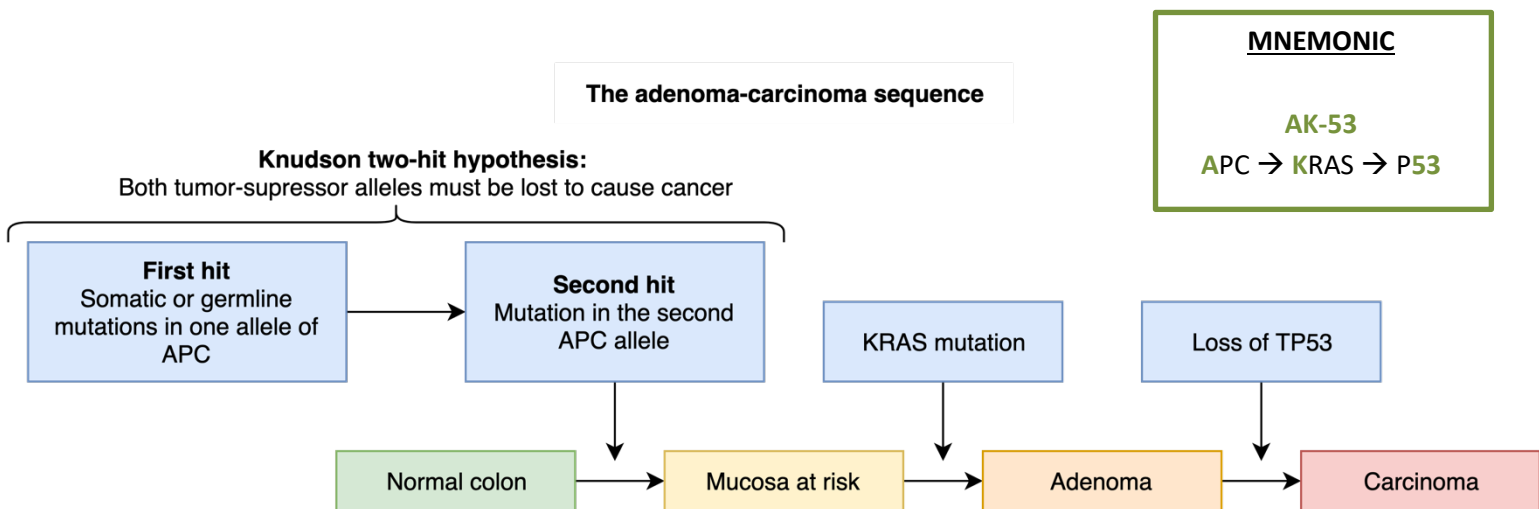 MNEMONIC
AK-53
APC → KRAS → P53
The adenoma-carcinoma sequence
Knudson two-hit hypothesis:
Both tumor-supressor alleles must be lost to cause cancer
First hit
Somatic or germline
mutations in one allele of
APC
Second hit
Mutation in the second
APC allele
KRAS mutation
Loss of TP53
Normal colon
Mucosa at risk
Adenoma
Carcinoma